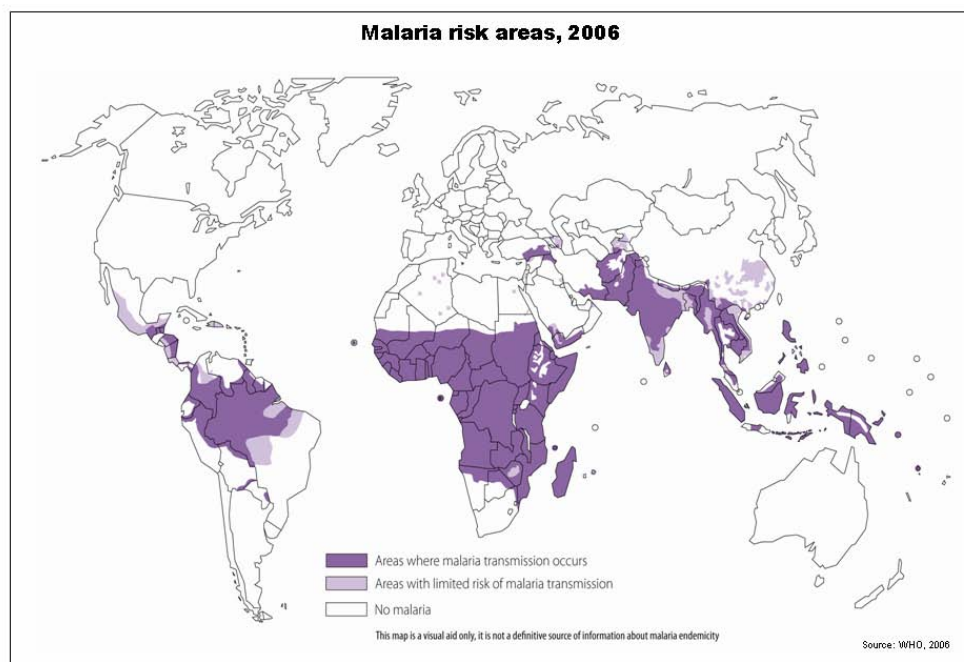 Malaria risk areas, 2006
Areas where malaria transmission occurs
Areas with limited risk of malaria transmission
No malaria
This map is a visual aid only, it is not a definitive source of information about malaria endemicity
Source: WHO, 2006